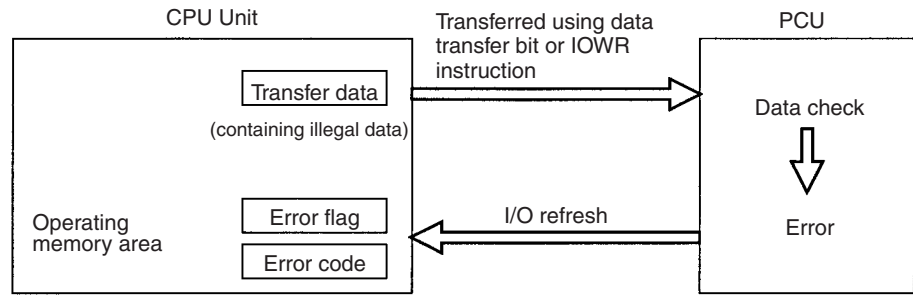 CPU Unit
Transferred using data
transfer bit or IOWR
instruction
PCU
Transfer data
(containing illegal data)
Data check
Operating
memory area
Error flag
Error code
I/O refresh
Error